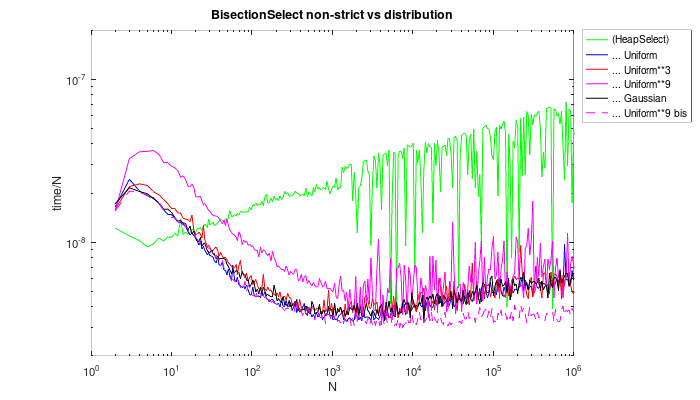 BisectionSelect non-strict vs distribution
(HeapSelect)
... Uniform
... Uniform**3
... Uniform**9
... Gaussian
... Uniform**9 bis
time/N
10^-7
10^-8
10^0 10^1 10^2 10^3 10^4 10^5 10^6
N